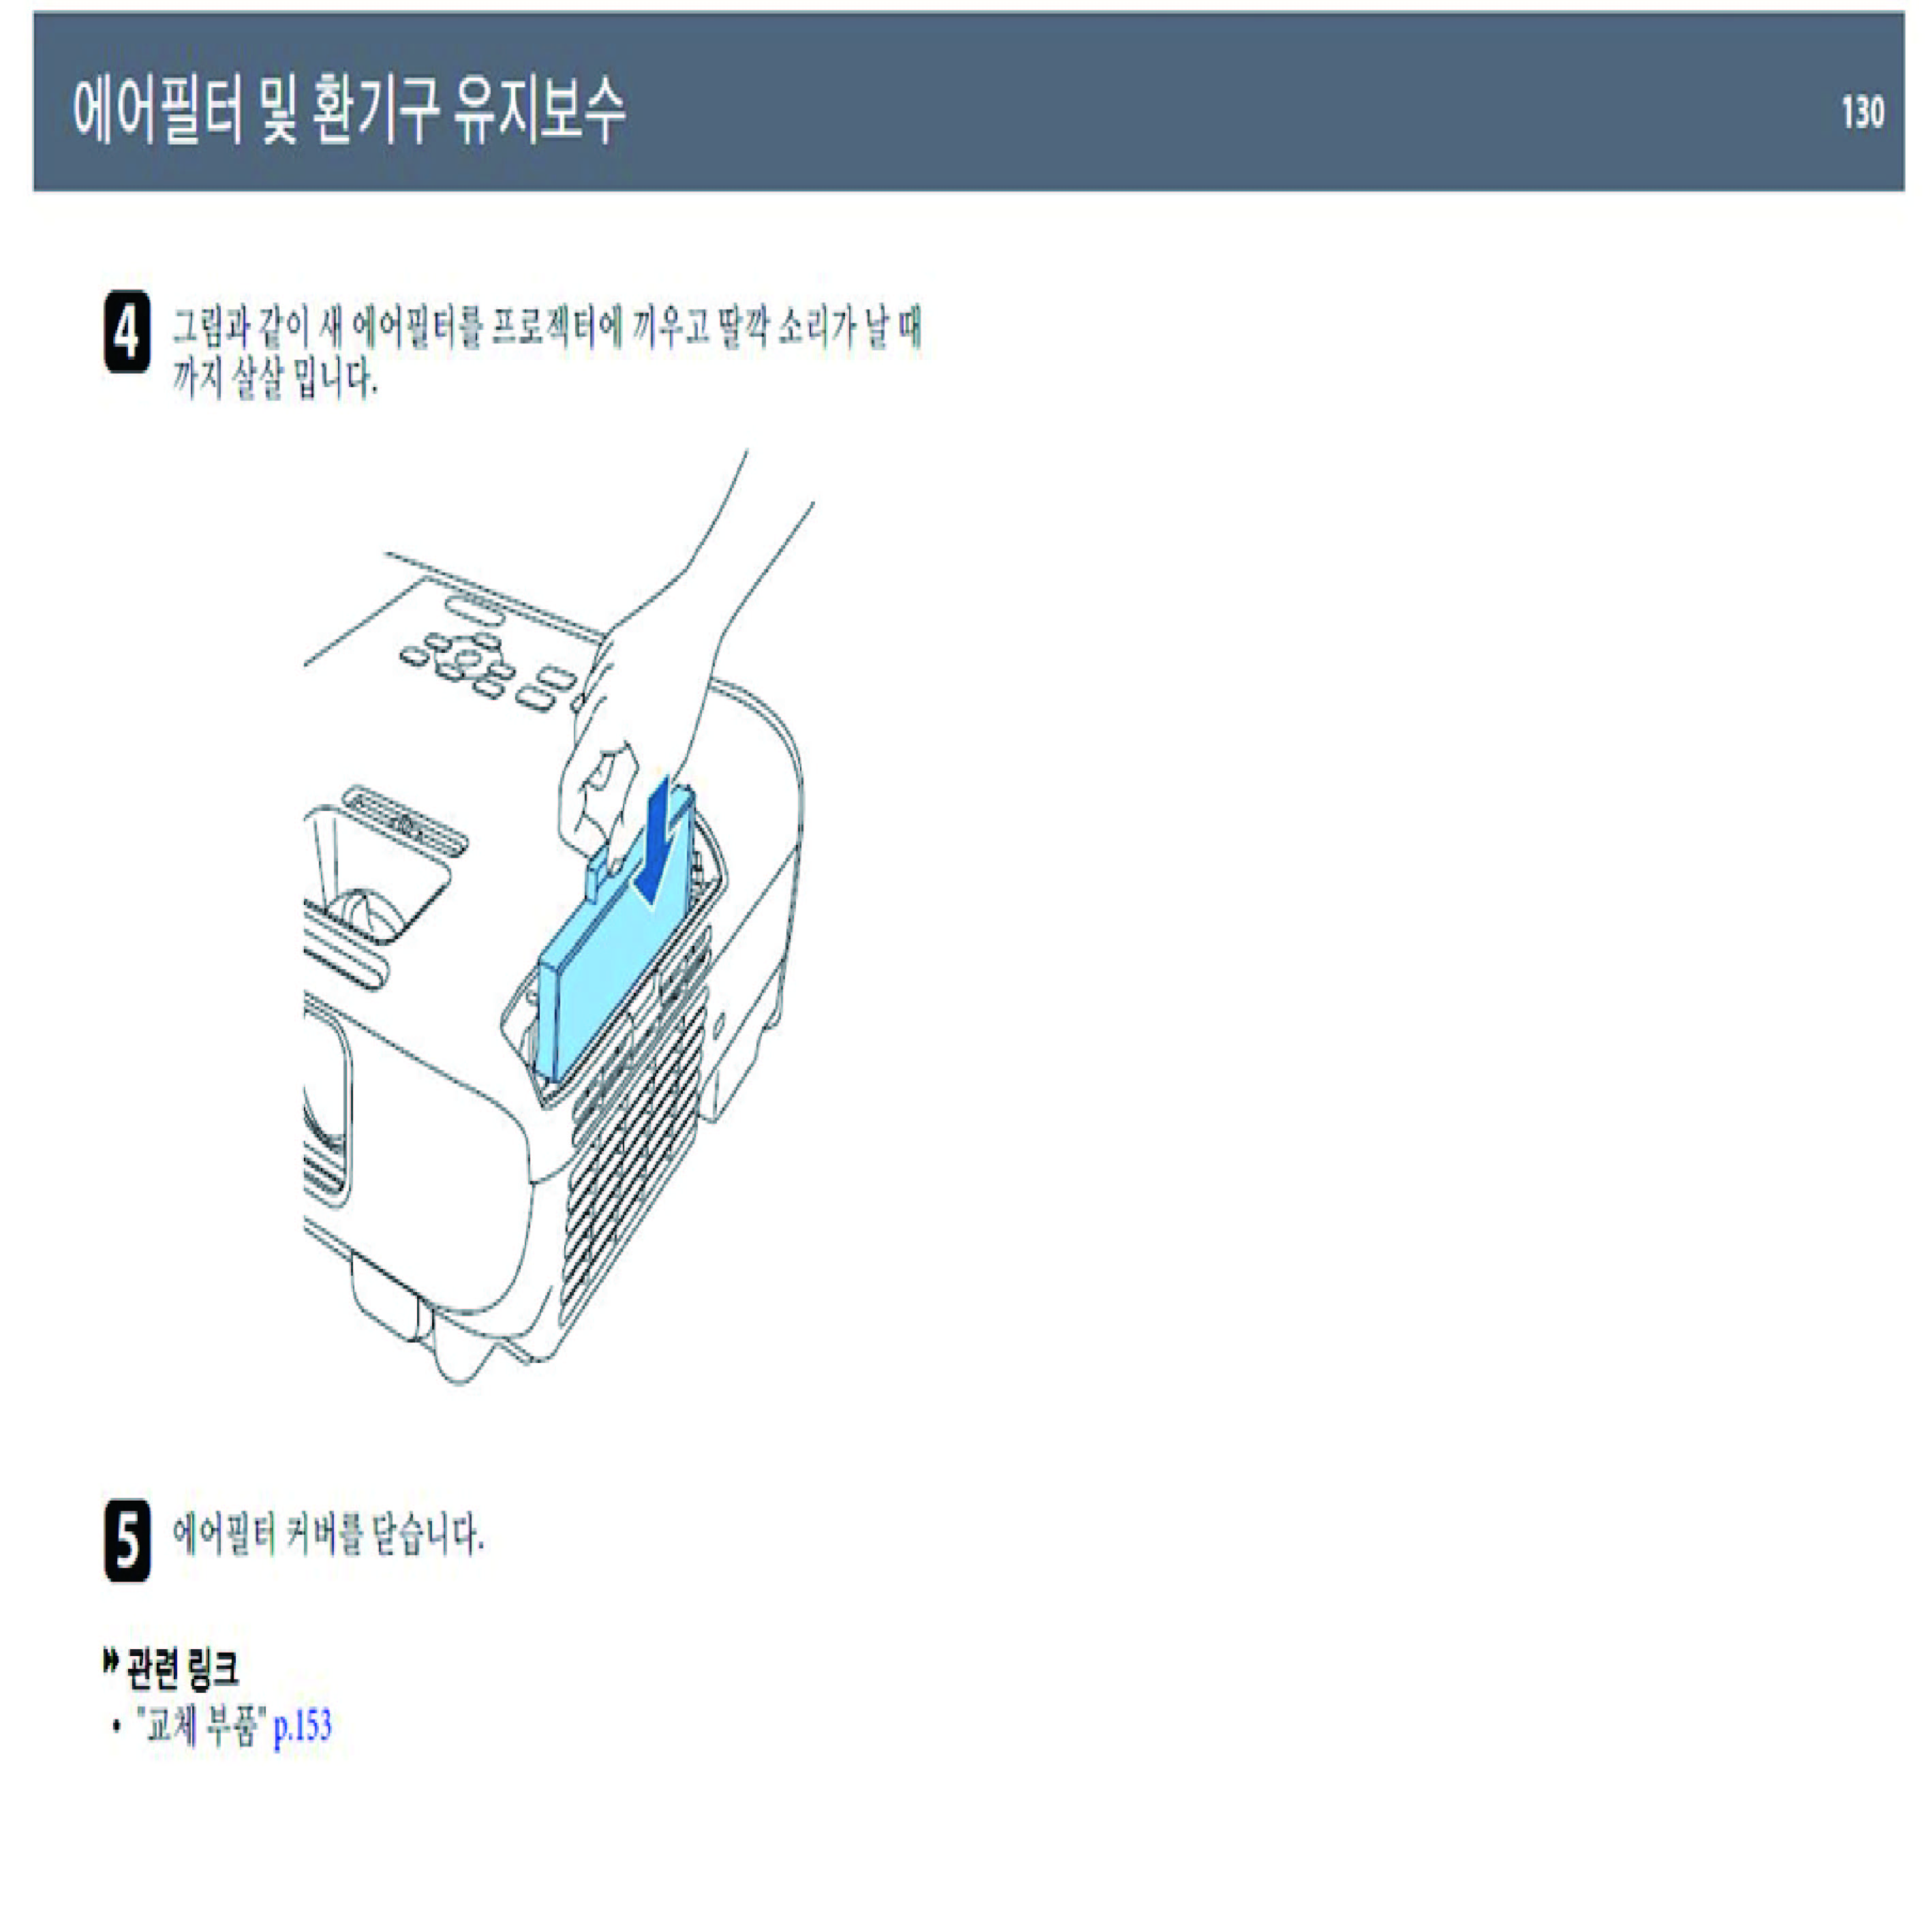 에어필터 및 환기구 유지보수
130
4 그림과 같이 새 에어필터를 프로젝터에 끼우고 딸깍 소리가 날 때
까지 살살 밉니다.
5 에어필터 커버를 닫습니다.
관련 링크
• "교체 부품" p.153